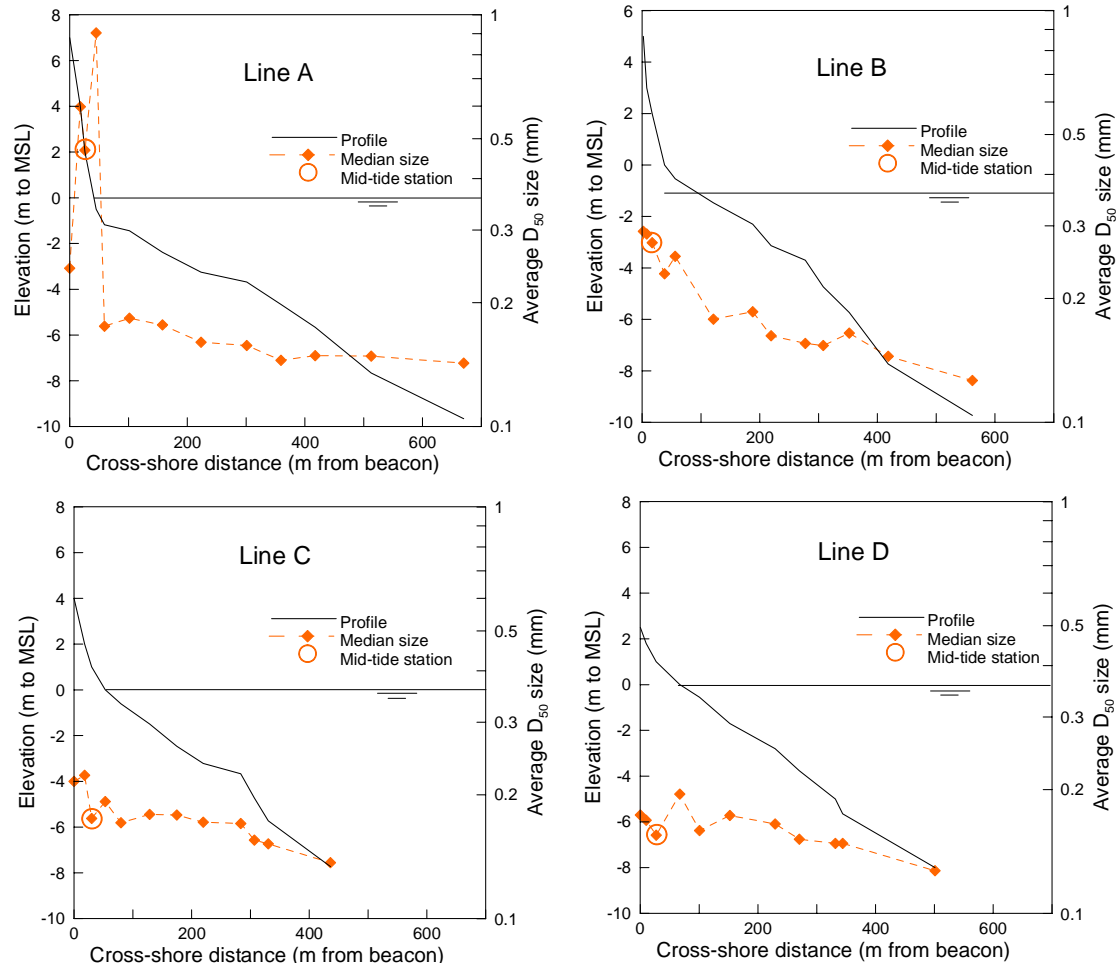 Line A
Elevation (m to MSL)
8
6
4
2
0
-2
-4
-6
-8
-10
Profile
Median size
Mid-tide station
1
0.5
0.3
0.2
0.1
Average D50 size (mm)
0 200 400 600
Cross-shore distance (m from beacon)
Line B
Elevation (m to MSL)
6
4
2
0
-2
-4
-6
-8
-10
Profile
Median size
Mid-tide station
1
0.5
0.3
0.2
0.1
Average D50 size (mm)
0 200 400 600
Cross-shore distance (m from beacon)
Line C
Elevation (m to MSL)
8
6
4
2
0
-2
-4
-6
-8
-10
Profile
Median size
Mid-tide station
1
0.5
0.3
0.2
0.1
Average D50 size (mm)
0 200 400 600
Cross-shore distance (m from beacon)
Line D
Elevation (m to MSL)
8
6
4
2
0
-2
-4
-6
-8
-10
Profile
Median size
Mid-tide station
1
0.5
0.3
0.2
0.1
Average D50 size (mm)
0 200 400 600
Cross-shore distance (m from beacon)